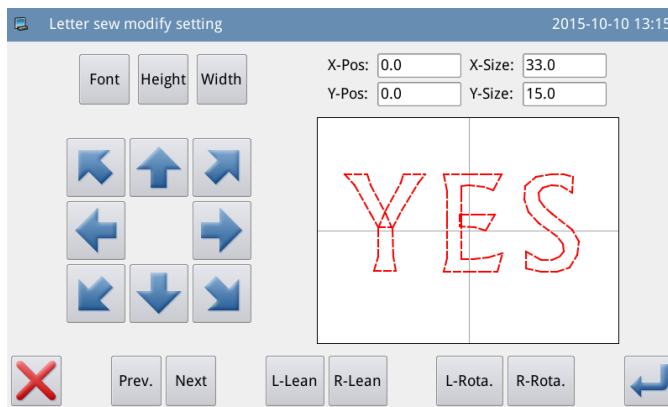 Letter sew modify setting 2015-10-10 13:15
Font Height Width
X-Pos: 0.0 X-Size: 33.0
Y-Pos: 0.0 Y-Size: 15.0
YES
Prev. Next L-Lean R-Lean L-Rota. R-Rota.